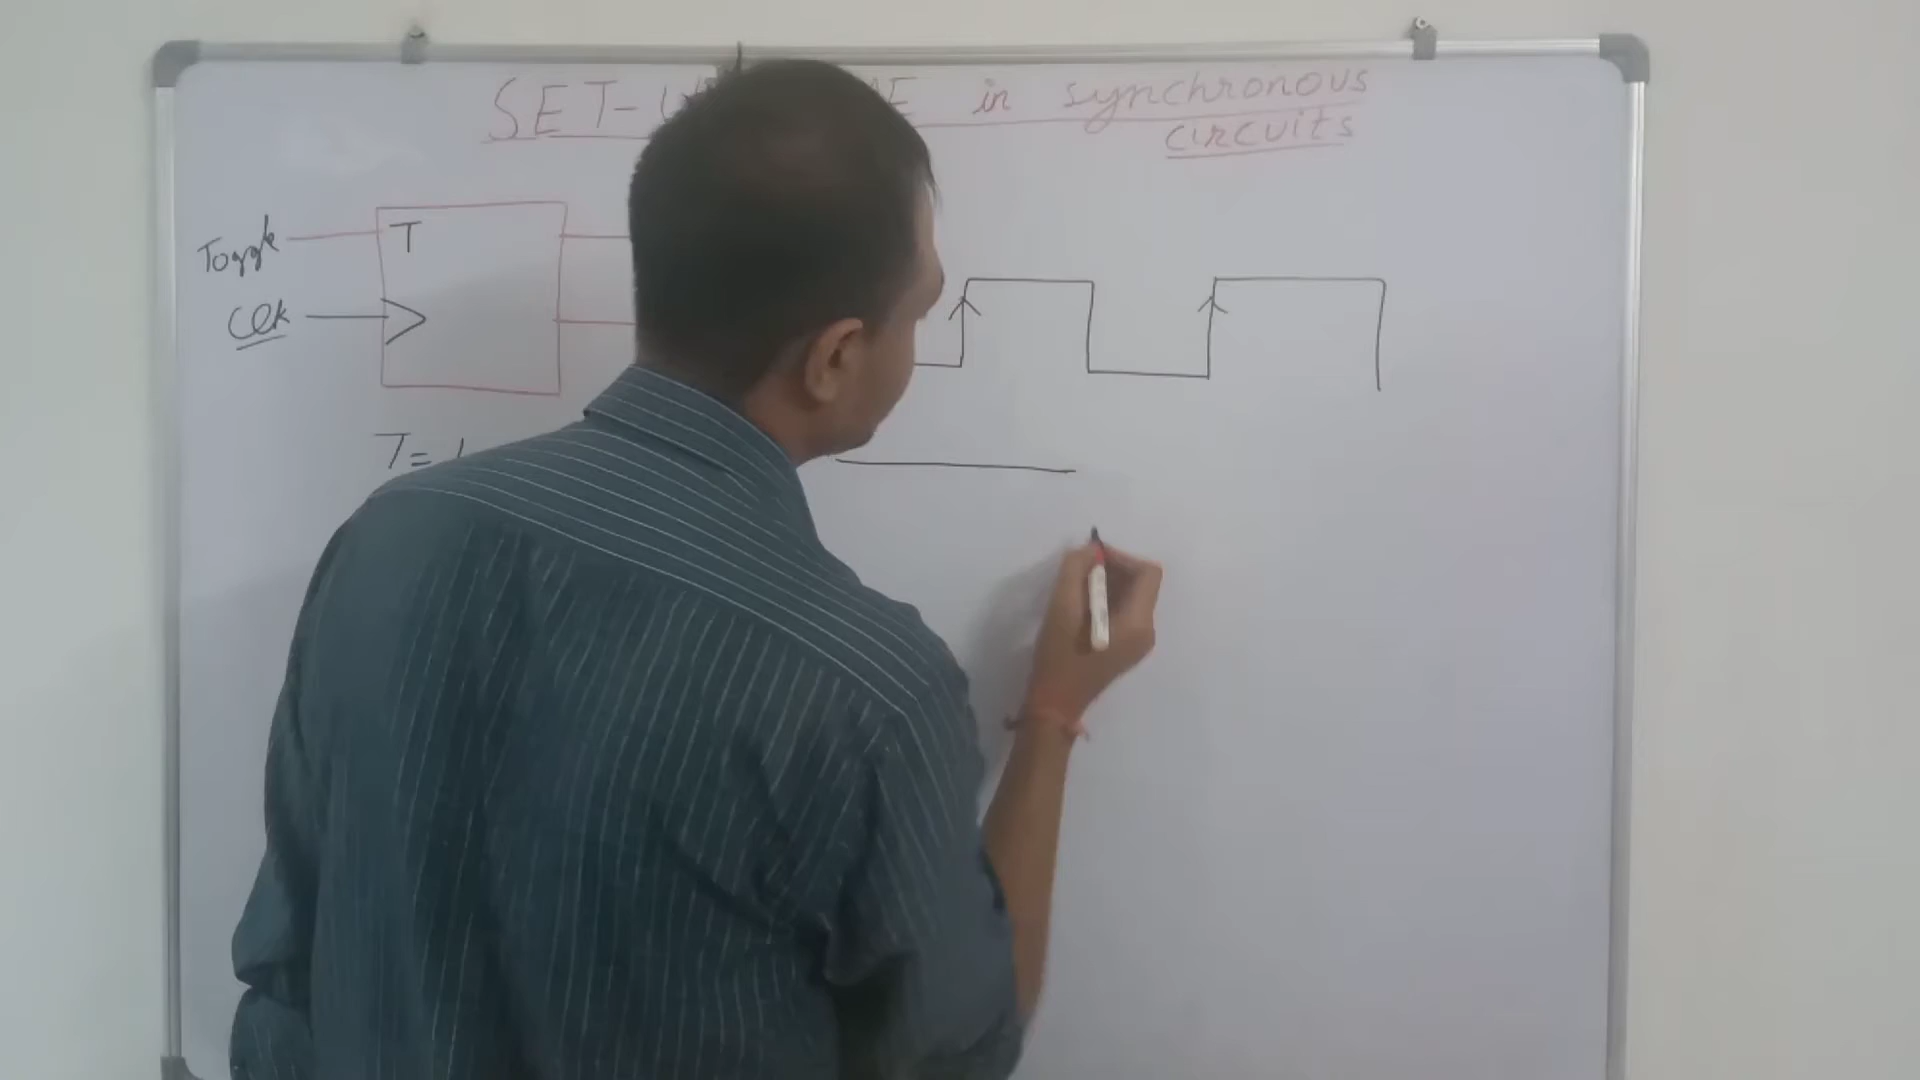 SET- in synchronous
circuits
Toggle
T
Clk
T=